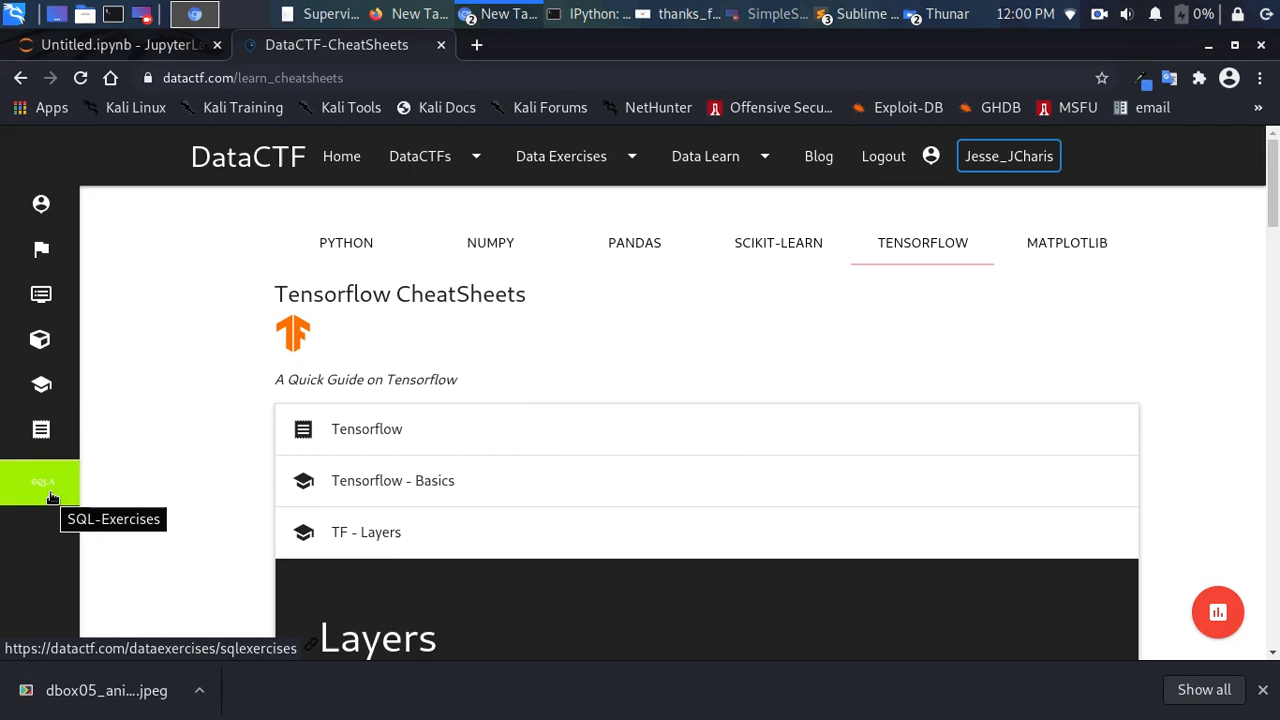 Supervi...
New Ta...
New Ta...
IPython: ...
thanks_f...
SimpleS...
3
Sublime ...
2
Thunar
12:00 PM
0%
Untitled.ipynb - JupyterLa
DataCTF-CheatSheets
datactf.com/learn_cheatsheets
Apps
Kali Linux
Kali Training
Kali Tools
Kali Docs
Kali Forums
NetHunter
Offensive Secu...
Exploit-DB
GHDB
MSFU
email
»
DataCTF
Home
DataCTFs
Data Exercises
Data Learn
Blog
Logout
Jesse_JCharis
PYTHON
NUMPY
PANDAS
SCIKIT-LEARN
TENSORFLOW
MATPLOTLIB
Tensorflow CheatSheets
A Quick Guide on Tensorflow
Tensorflow
Tensorflow - Basics
SQL-Exercises
TF - Layers
Layers
https://datactf.com/dataexercises/sqlexercises
dbox05_ani....jpeg
Show all